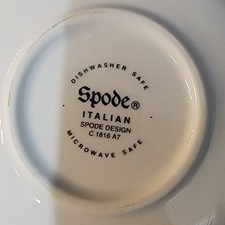 DISHWASHER SAFE
Spode®
ITALIAN
SPODE DESIGN
C.1816 A7
MICROWAVE SAFE